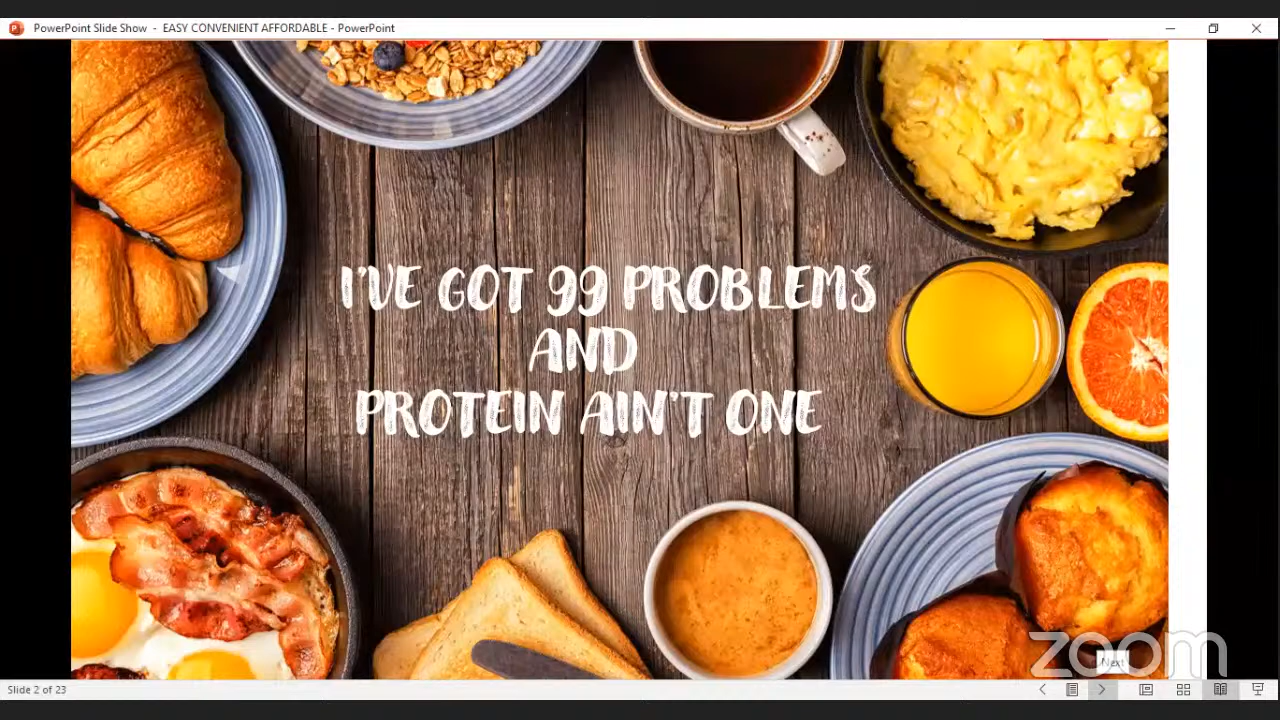 PowerPoint Slide Show - EASY CONVENIENT AFFORDABLE - PowerPoint
I'VE GOT 99 PROBLEMS
AND
PROTEIN AIN'T ONE
zoom
Next
Slide 2 of 23